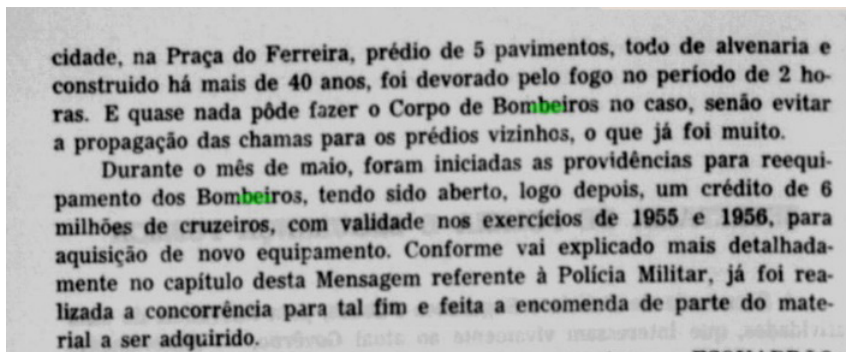 cidade, na Praça do Ferreira, prédio de 5 pavimentos, todo de alvenaria e
construido há mais de 40 anos, foi devorado pelo fogo no período de 2 ho-
ras. E quase nada pôde fazer o Corpo de Bombeiros no caso, senão evitar
a propagação das chamas para os prédios vizinhos, o que já foi muito.
Durante o mês de maio, foram iniciadas as providências para reequi-
pamento dos Bombeiros, tendo sido aberto, logo depois, um crédito de 6
milhões de cruzeiros, com validade nos exercícios de 1955 e 1956, para
aquisição de novo equipamento. Conforme vai explicado mais detalhada-
mente no capítulo desta Mensagem referente à Polícia Militar, já foi rea-
lizada a concorrência para tal fim e feita a encomenda de parte do mate-
rial a ser adquirido.